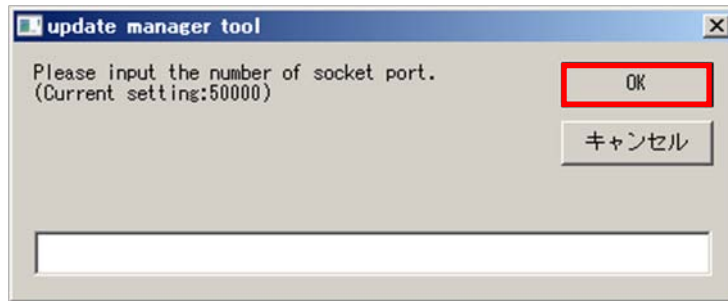 update manager tool
Please input the number of socket port.
(Current setting:50000)
OK
キャンセル